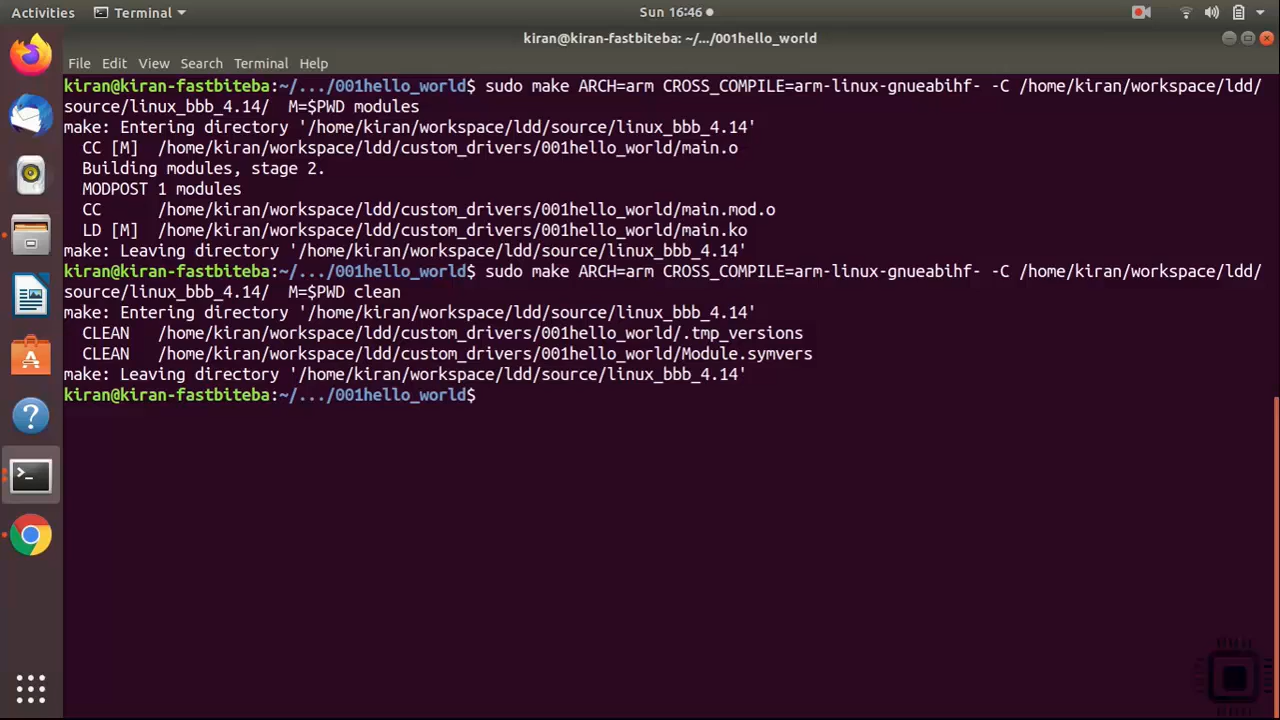 Activities Terminal Sun 16:46
kiran@kiran-fastbiteba: ~/.../001hello_world
File Edit View Search Terminal Help
kiran@kiran-fastbiteba:~/.../001hello_world$ sudo make ARCH=arm CROSS_COMPILE=arm-linux-gnueabihf- -C /home/kiran/workspace/ldd/
source/linux_bbb_4.14/  M=$PWD modules
make: Entering directory '/home/kiran/workspace/ldd/source/linux_bbb_4.14'
  CC [M]  /home/kiran/workspace/ldd/custom_drivers/001hello_world/main.o
  Building modules, stage 2.
  MODPOST 1 modules
  CC      /home/kiran/workspace/ldd/custom_drivers/001hello_world/main.mod.o
  LD [M]  /home/kiran/workspace/ldd/custom_drivers/001hello_world/main.ko
make: Leaving directory '/home/kiran/workspace/ldd/source/linux_bbb_4.14'
kiran@kiran-fastbiteba:~/.../001hello_world$ sudo make ARCH=arm CROSS_COMPILE=arm-linux-gnueabihf- -C /home/kiran/workspace/ldd/
source/linux_bbb_4.14/  M=$PWD clean
make: Entering directory '/home/kiran/workspace/ldd/source/linux_bbb_4.14'
  CLEAN   /home/kiran/workspace/ldd/custom_drivers/001hello_world/.tmp_versions
  CLEAN   /home/kiran/workspace/ldd/custom_drivers/001hello_world/Module.symvers
make: Leaving directory '/home/kiran/workspace/ldd/source/linux_bbb_4.14'
kiran@kiran-fastbiteba:~/.../001hello_world$